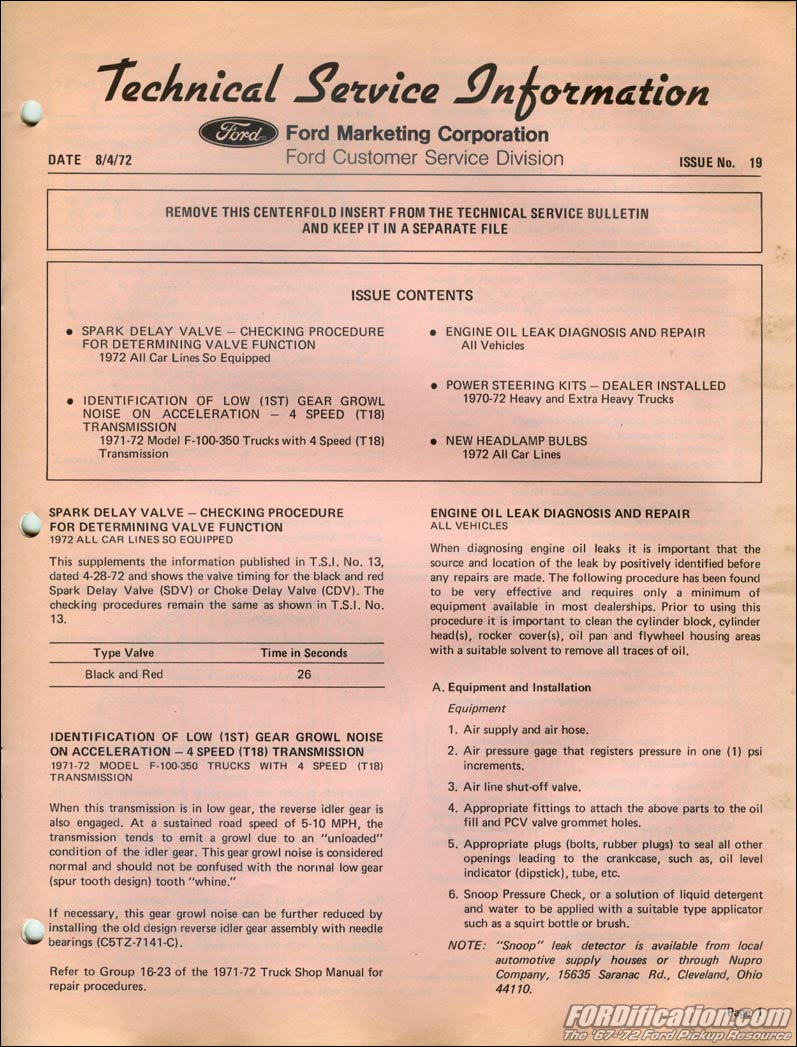 Technical Service Information
Ford
Ford Marketing Corporation
DATE 8/4/72
Ford Customer Service Division
ISSUE No. 19
REMOVE THIS CENTERFOLD INSERT FROM THE TECHNICAL SERVICE BULLETIN
AND KEEP IT IN A SEPARATE FILE
ISSUE CONTENTS
● SPARK DELAY VALVE – CHECKING PROCEDURE
FOR DETERMINING VALVE FUNCTION
1972 All Car Lines So Equipped
● IDENTIFICATION OF LOW (1ST) GEAR GROWL
NOISE ON ACCELERATION – 4 SPEED (T18)
TRANSMISSION
1971-72 Model F-100-350 Trucks with 4 Speed (T18)
Transmission
● ENGINE OIL LEAK DIAGNOSIS AND REPAIR
All Vehicles
● POWER STEERING KITS – DEALER INSTALLED
1970-72 Heavy and Extra Heavy Trucks
● NEW HEADLAMP BULBS
1972 All Car Lines
SPARK DELAY VALVE – CHECKING PROCEDURE
FOR DETERMINING VALVE FUNCTION
1972 ALL CAR LINES SO EQUIPPED
This supplements the information published in T.S.I. No. 13,
dated 4-28-72 and shows the valve timing for the black and red
Spark Delay Valve (SDV) or Choke Delay Valve (CDV). The
checking procedures remain the same as shown in T.S.I. No.
13.
Type Valve Time in Seconds
Black and Red 26
IDENTIFICATION OF LOW (1ST) GEAR GROWL NOISE
ON ACCELERATION – 4 SPEED (T18) TRANSMISSION
1971-72 MODEL F-100-350 TRUCKS WITH 4 SPEED (T18)
TRANSMISSION
When this transmission is in low gear, the reverse idler gear is
also engaged. At a sustained road speed of 5-10 MPH, the
transmission tends to emit a growl due to an "unloaded"
condition of the idler gear. This gear growl noise is considered
normal and should not be confused with the normal low gear
(spur tooth design) tooth "whine."
If necessary, this gear growl noise can be further reduced by
installing the old design reverse idler gear assembly with needle
bearings (C5TZ-7141-C).
Refer to Group 16-23 of the 1971-72 Truck Shop Manual for
repair procedures.
ENGINE OIL LEAK DIAGNOSIS AND REPAIR
ALL VEHICLES
When diagnosing engine oil leaks it is important that the
source and location of the leak by positively identified before
any repairs are made. The following procedure has been found
to be very effective and requires only a minimum of
equipment available in most dealerships. Prior to using this
procedure it is important to clean the cylinder block, cylinder
head(s), rocker cover(s), oil pan and flywheel housing areas
with a suitable solvent to remove all traces of oil.
A. Equipment and Installation
Equipment
1. Air supply and air hose.
2. Air pressure gage that registers pressure in one (1) psi
increments.
3. Air line shut-off valve.
4. Appropriate fittings to attach the above parts to the oil
fill and PCV valve grommet holes.
5. Appropriate plugs (bolts, rubber plugs) to seal all other
openings leading to the crankcase, such as, oil level
indicator (dipstick), tube, etc.
6. Snoop Pressure Check, or a solution of liquid detergent
and water to be applied with a suitable type applicator
such as a squirt bottle or brush.
NOTE: "Snoop" leak detector is available from local
automotive supply houses or through Nupro
Company, 15635 Saranac Rd., Cleveland, Ohio
44110.
Page 1
FORDification.com
The '67-'72 Ford Pickup Resource